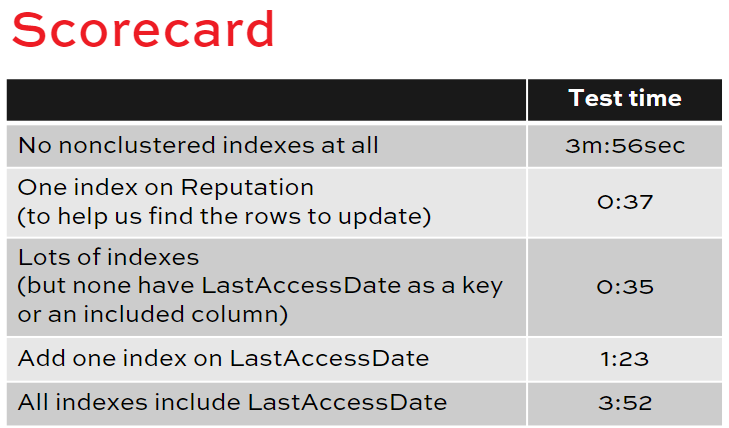 Scorecard
Test time
No nonclustered indexes at all
3m:56sec
One index on Reputation
(to help us find the rows to update)
0:37
Lots of indexes
(but none have LastAccessDate as a key
or an included column)
0:35
Add one index on LastAccessDate
1:23
All indexes include LastAccessDate
3:52